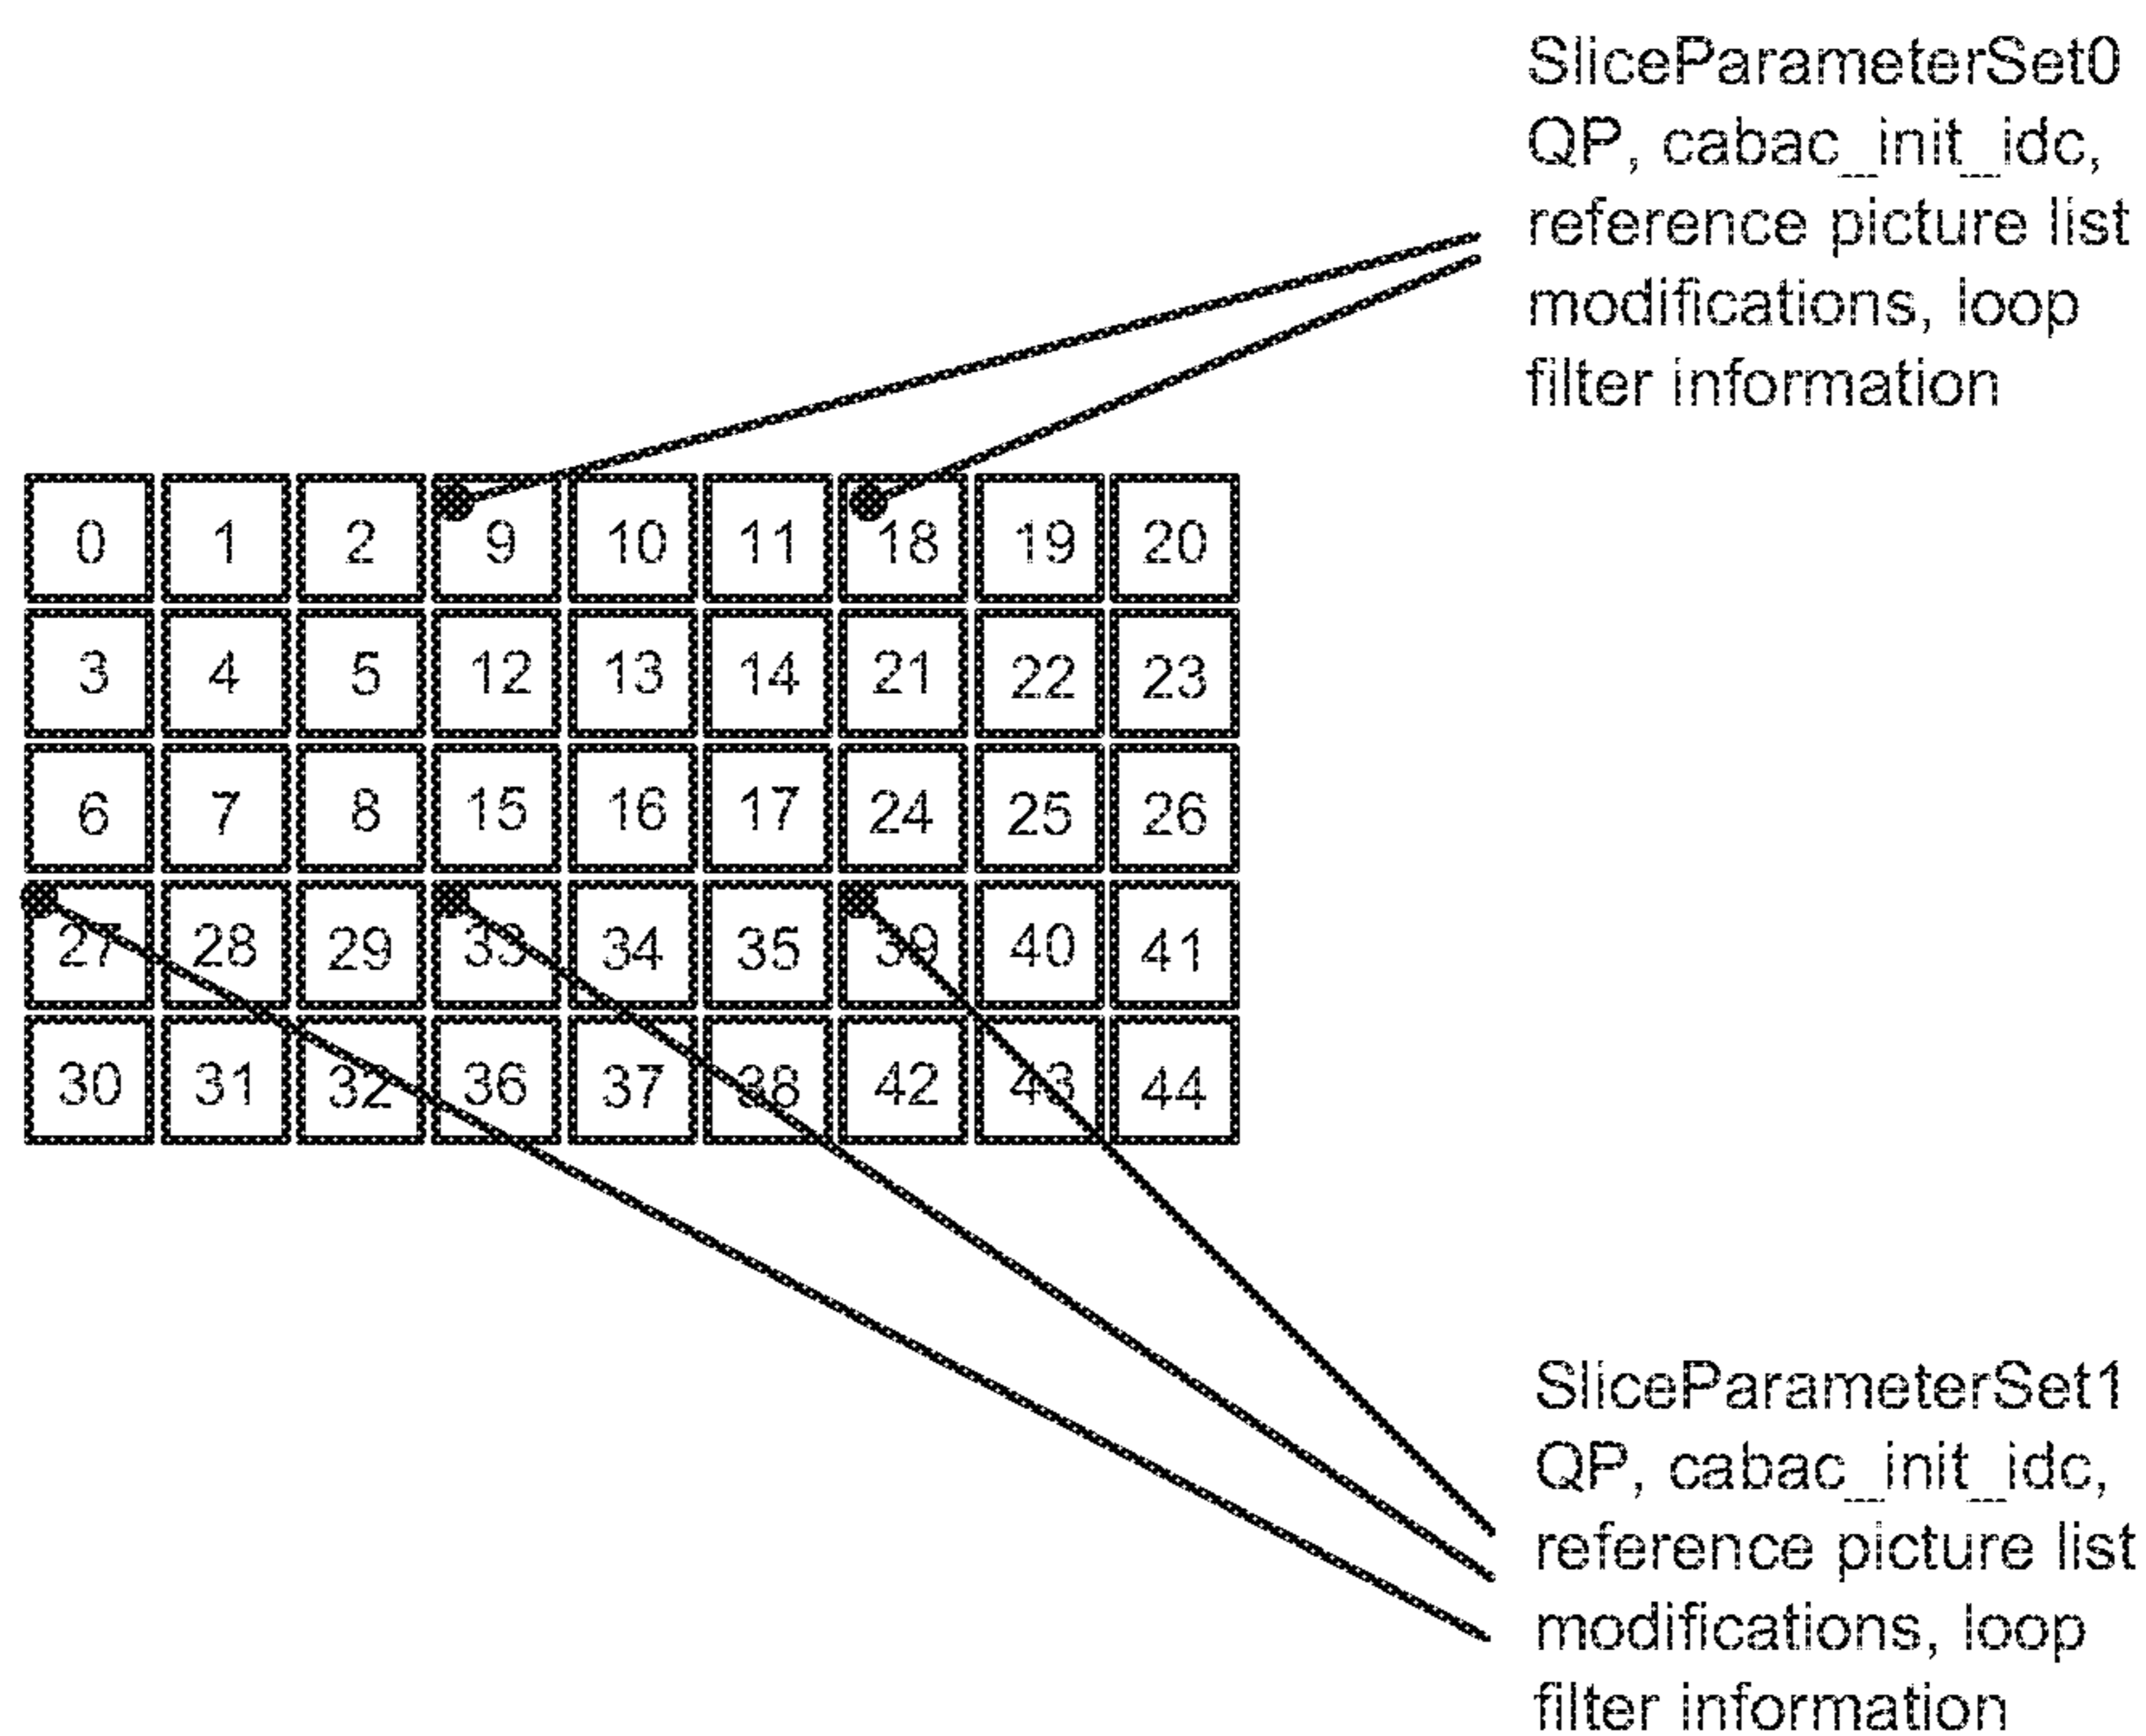 SliceParameterSet0
QP, cabac_init_idc,
reference picture list
modifications, loop
filter information
0 1 2 9 10 11 18 19 20
3 4 5 12 13 14 21 22 23
6 7 8 15 16 17 24 25 26
27 28 29 33 34 35 39 40 41
30 31 32 36 37 38 42 43 44
SliceParameterSet1
QP, cabac_init_idc,
reference picture list
modifications, loop
filter information